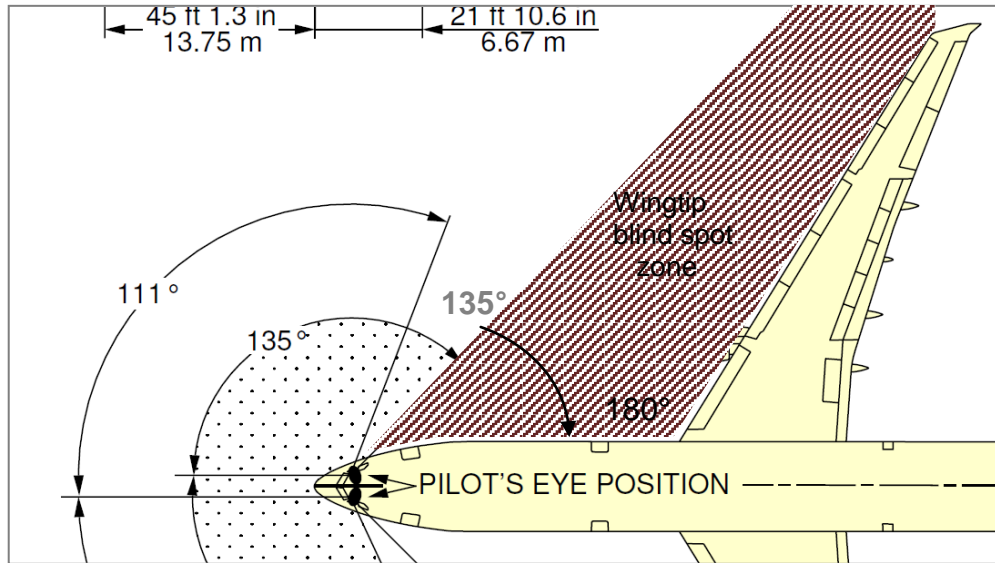 45 ft 1.3 in
13.75 m
21 ft 10.6 in
6.67 m
111 °
135 °
135°
Wingtip
blind spot
zone
180°
PILOT'S EYE POSITION